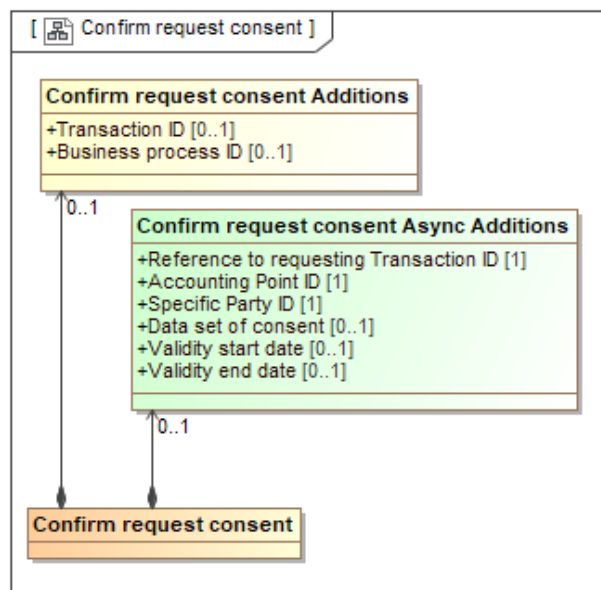 [ Confirm request consent ]
Confirm request consent Additions
+Transaction ID [0..1]
+Business process ID [0..1]
0..1
Confirm request consent Async Additions
+Reference to requesting Transaction ID [1]
+Accounting Point ID [1]
+Specific Party ID [1]
+Data set of consent [0..1]
+Validity start date [0..1]
+Validity end date [0..1]
0..1
Confirm request consent